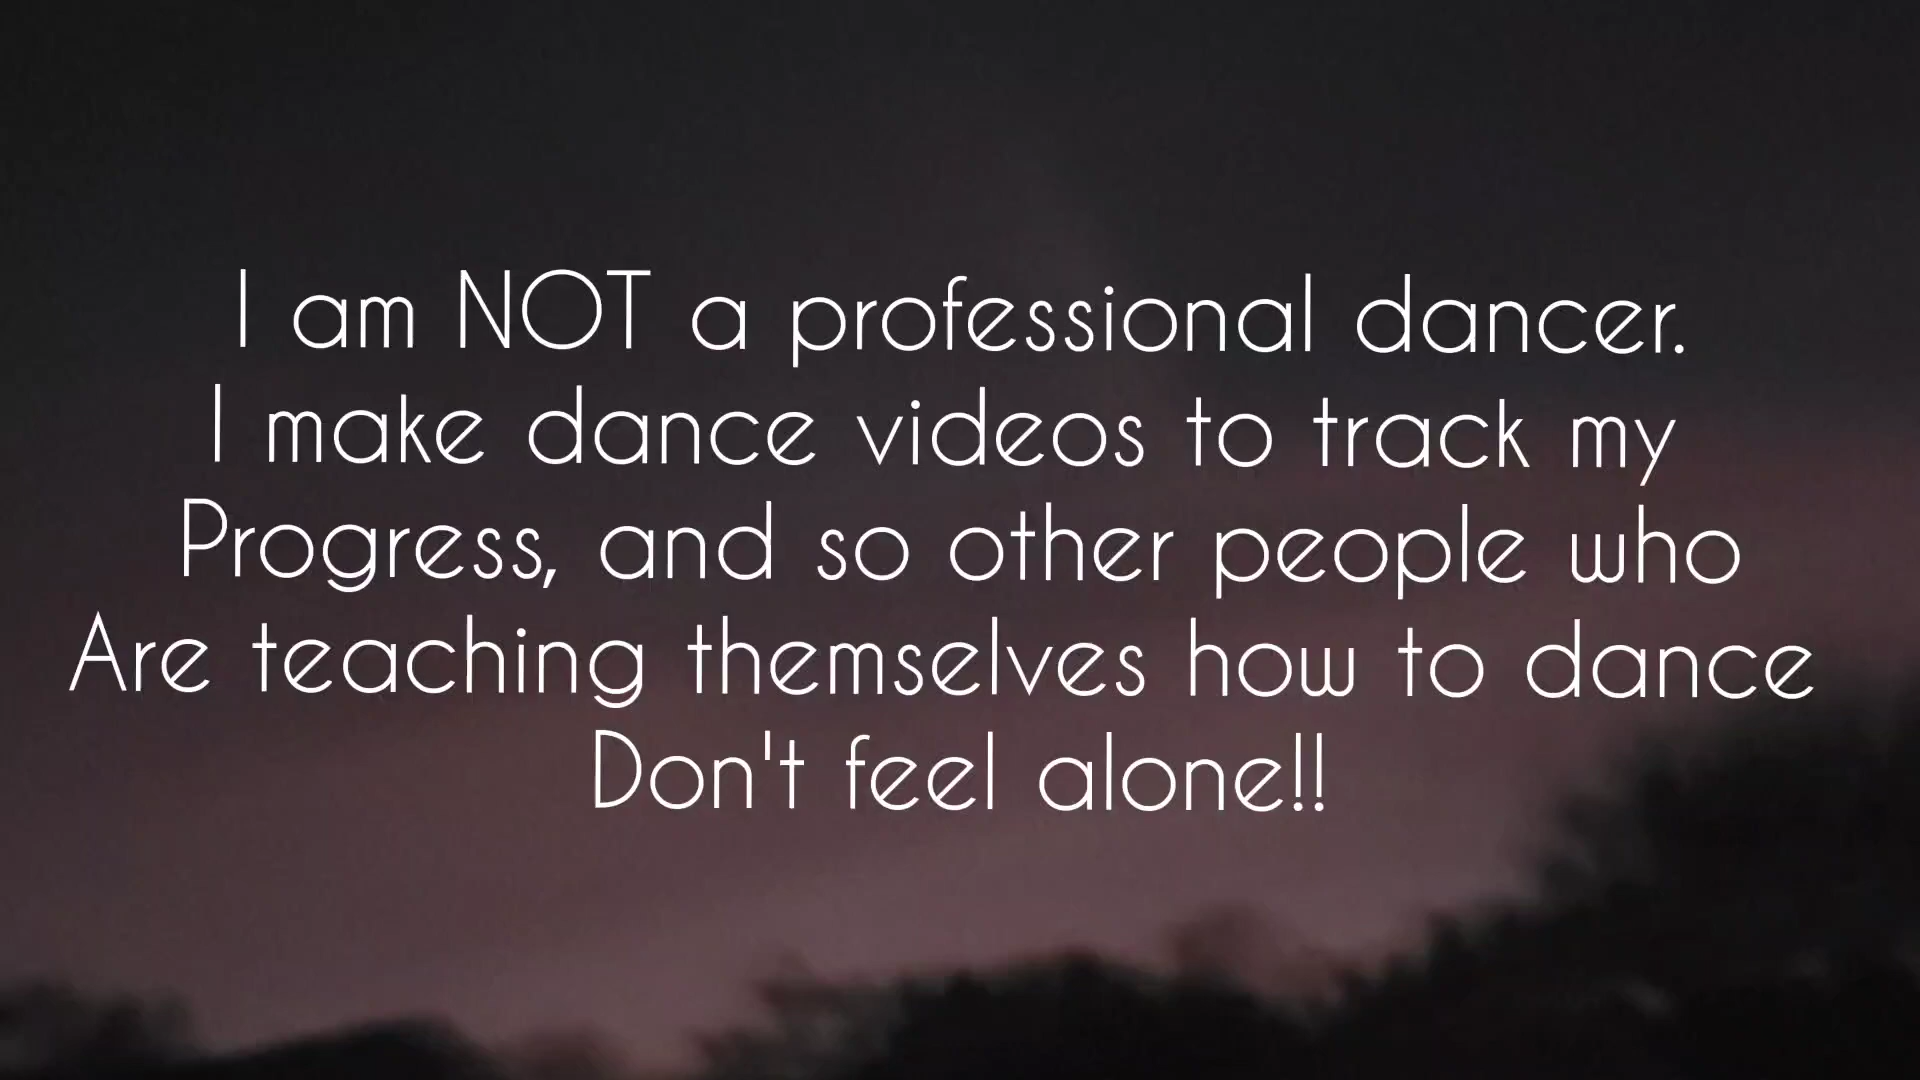 I am NOT a professional dancer.
I make dance videos to track my
Progress, and so other people who
Are teaching themselves how to dance
Don't feel alone!!